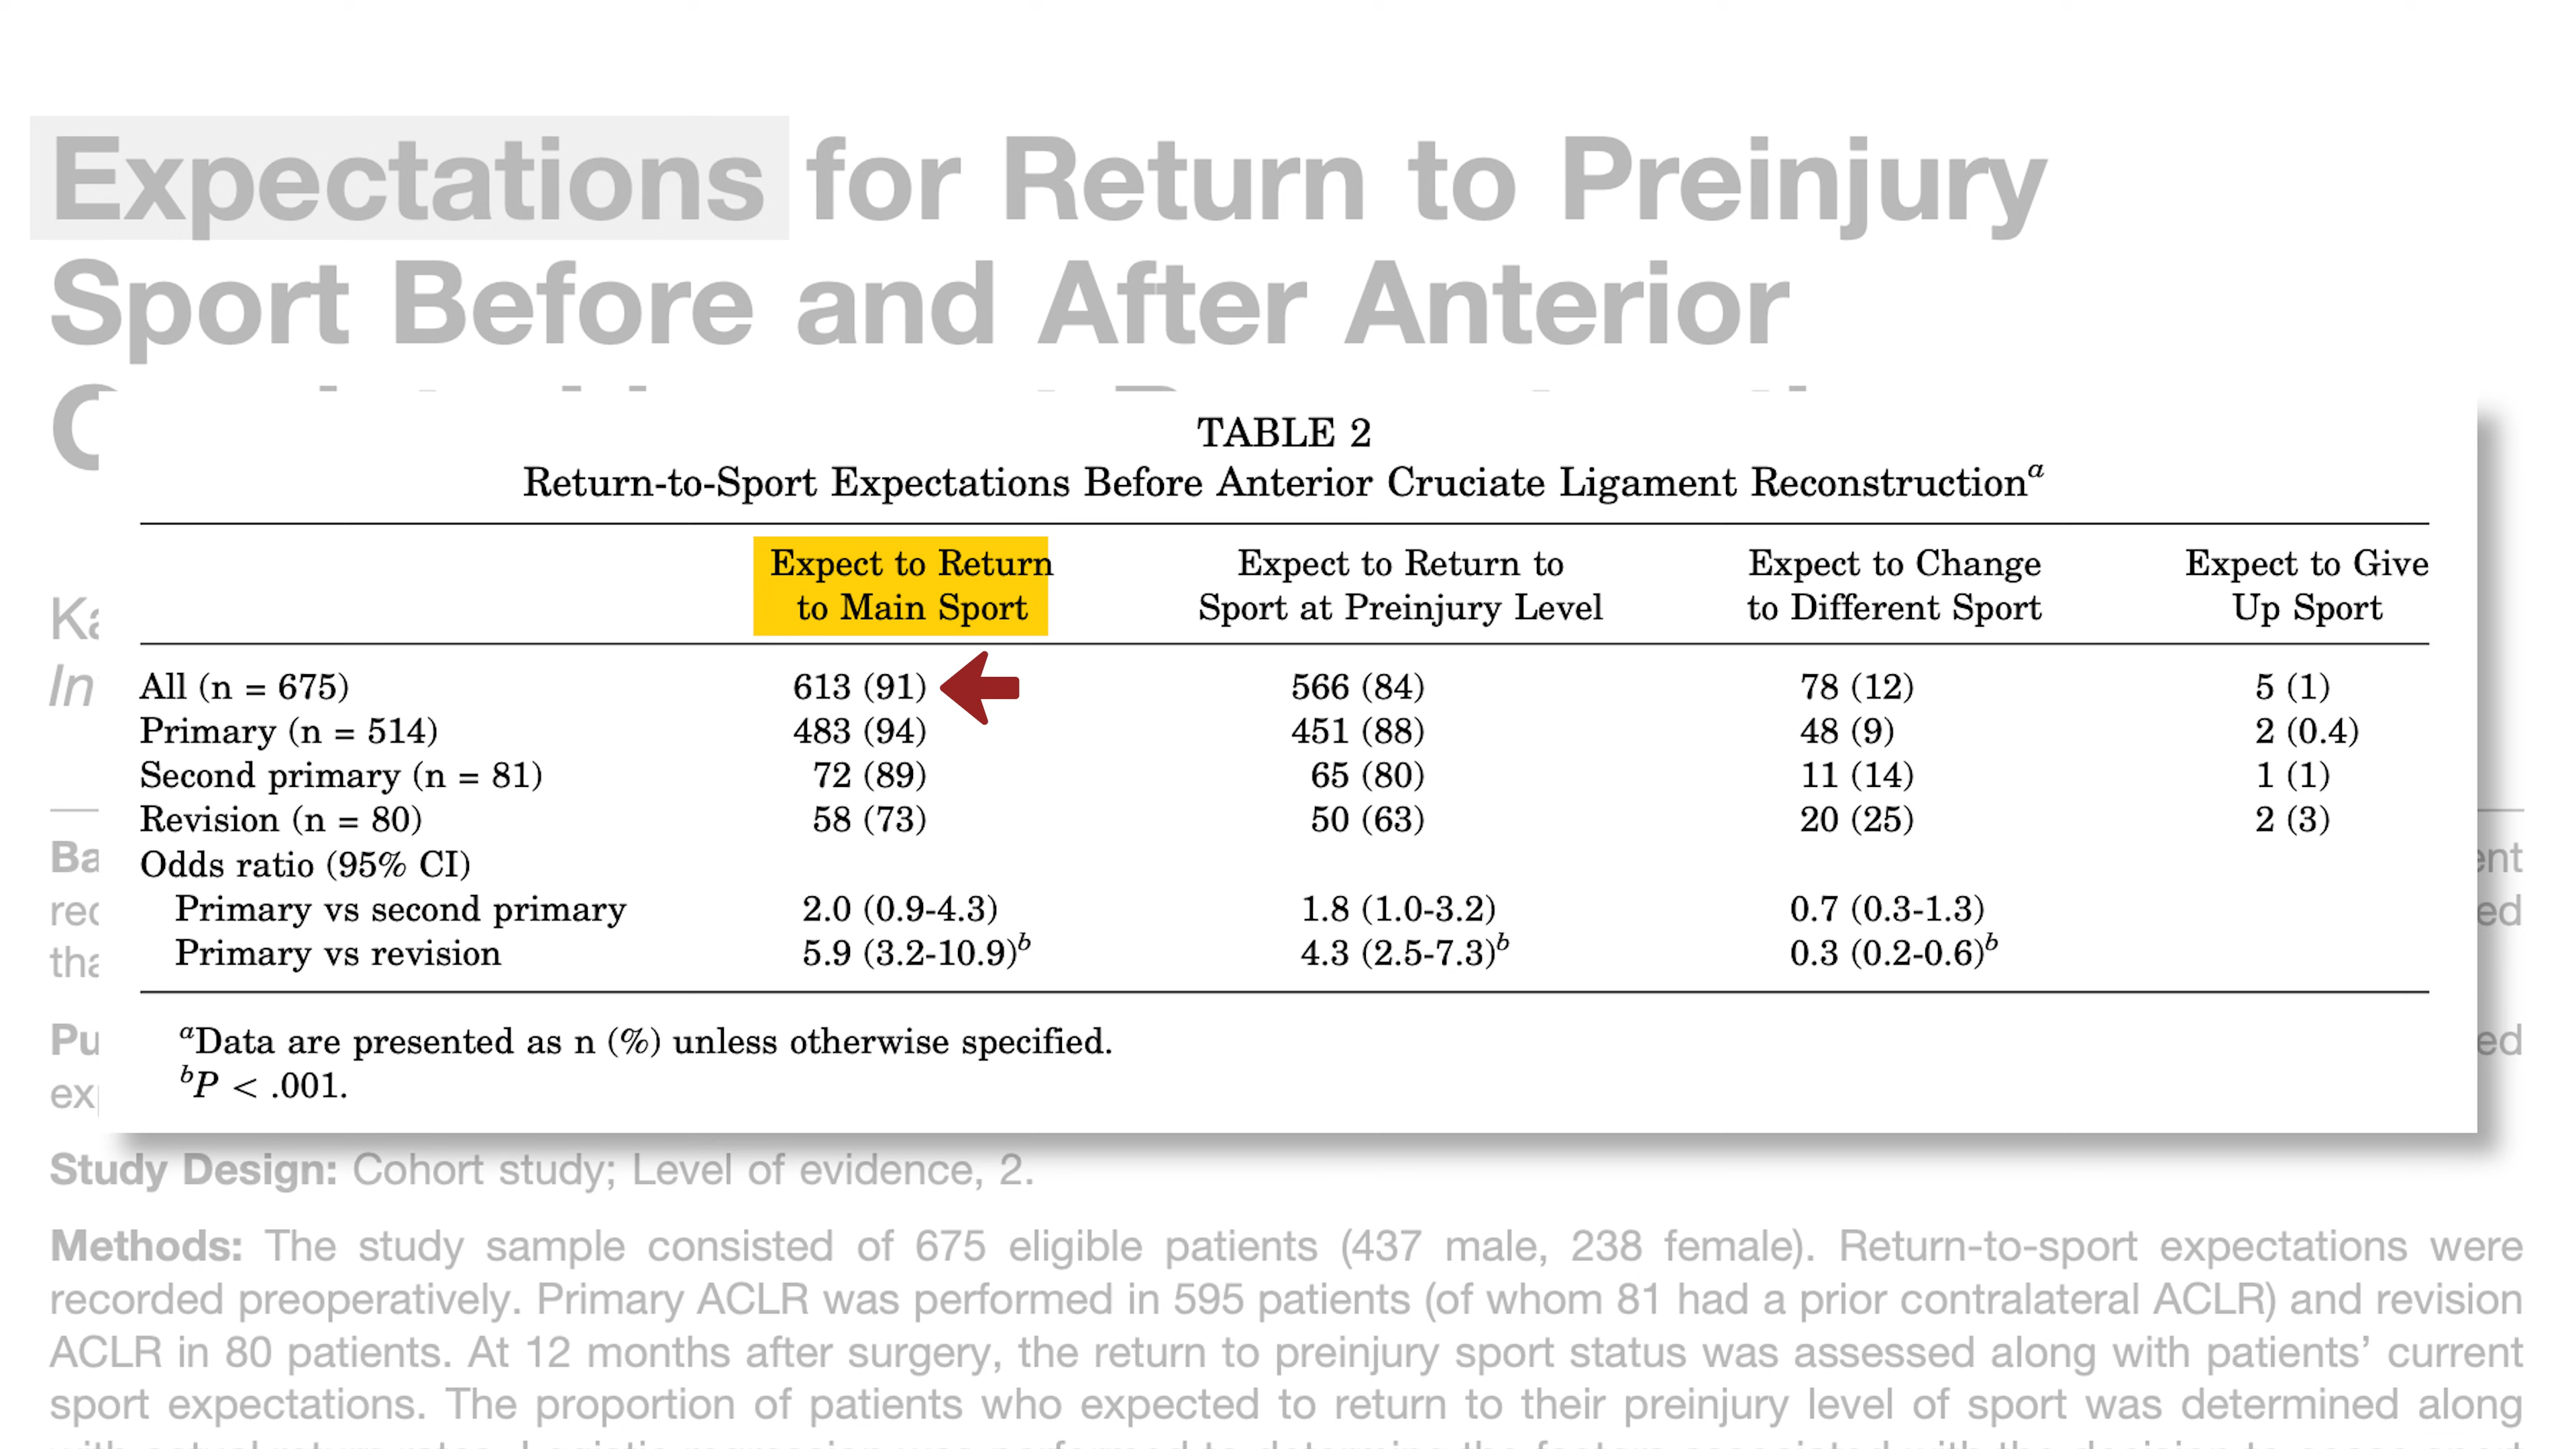 Expectations for Return to Preinjury
Sport Before and After Anterior
TABLE 2
Return-to-Sport Expectations Before Anterior Cruciate Ligament Reconstructionᵃ
Expect to Return to Main Sport Expect to Return to Sport at Preinjury Level Expect to Change to Different Sport Expect to Give Up Sport
All (n = 675) 613 (91) 566 (84) 78 (12) 5 (1)
Primary (n = 514) 483 (94) 451 (88) 48 (9) 2 (0.4)
Second primary (n = 81) 72 (89) 65 (80) 11 (14) 1 (1)
Revision (n = 80) 58 (73) 50 (63) 20 (25) 2 (3)
Odds ratio (95% CI)
Primary vs second primary 2.0 (0.9-4.3) 1.8 (1.0-3.2) 0.7 (0.3-1.3)
Primary vs revision 5.9 (3.2-10.9)ᵇ 4.3 (2.5-7.3)ᵇ 0.3 (0.2-0.6)ᵇ
ᵃData are presented as n (%) unless otherwise specified.
ᵇP < .001.
Study Design: Cohort study; Level of evidence, 2.
Methods: The study sample consisted of 675 eligible patients (437 male, 238 female). Return-to-sport expectations were
recorded preoperatively. Primary ACLR was performed in 595 patients (of whom 81 had a prior contralateral ACLR) and revision
ACLR in 80 patients. At 12 months after surgery, the return to preinjury sport status was assessed along with patients’ current
sport expectations. The proportion of patients who expected to return to their preinjury level of sport was determined along